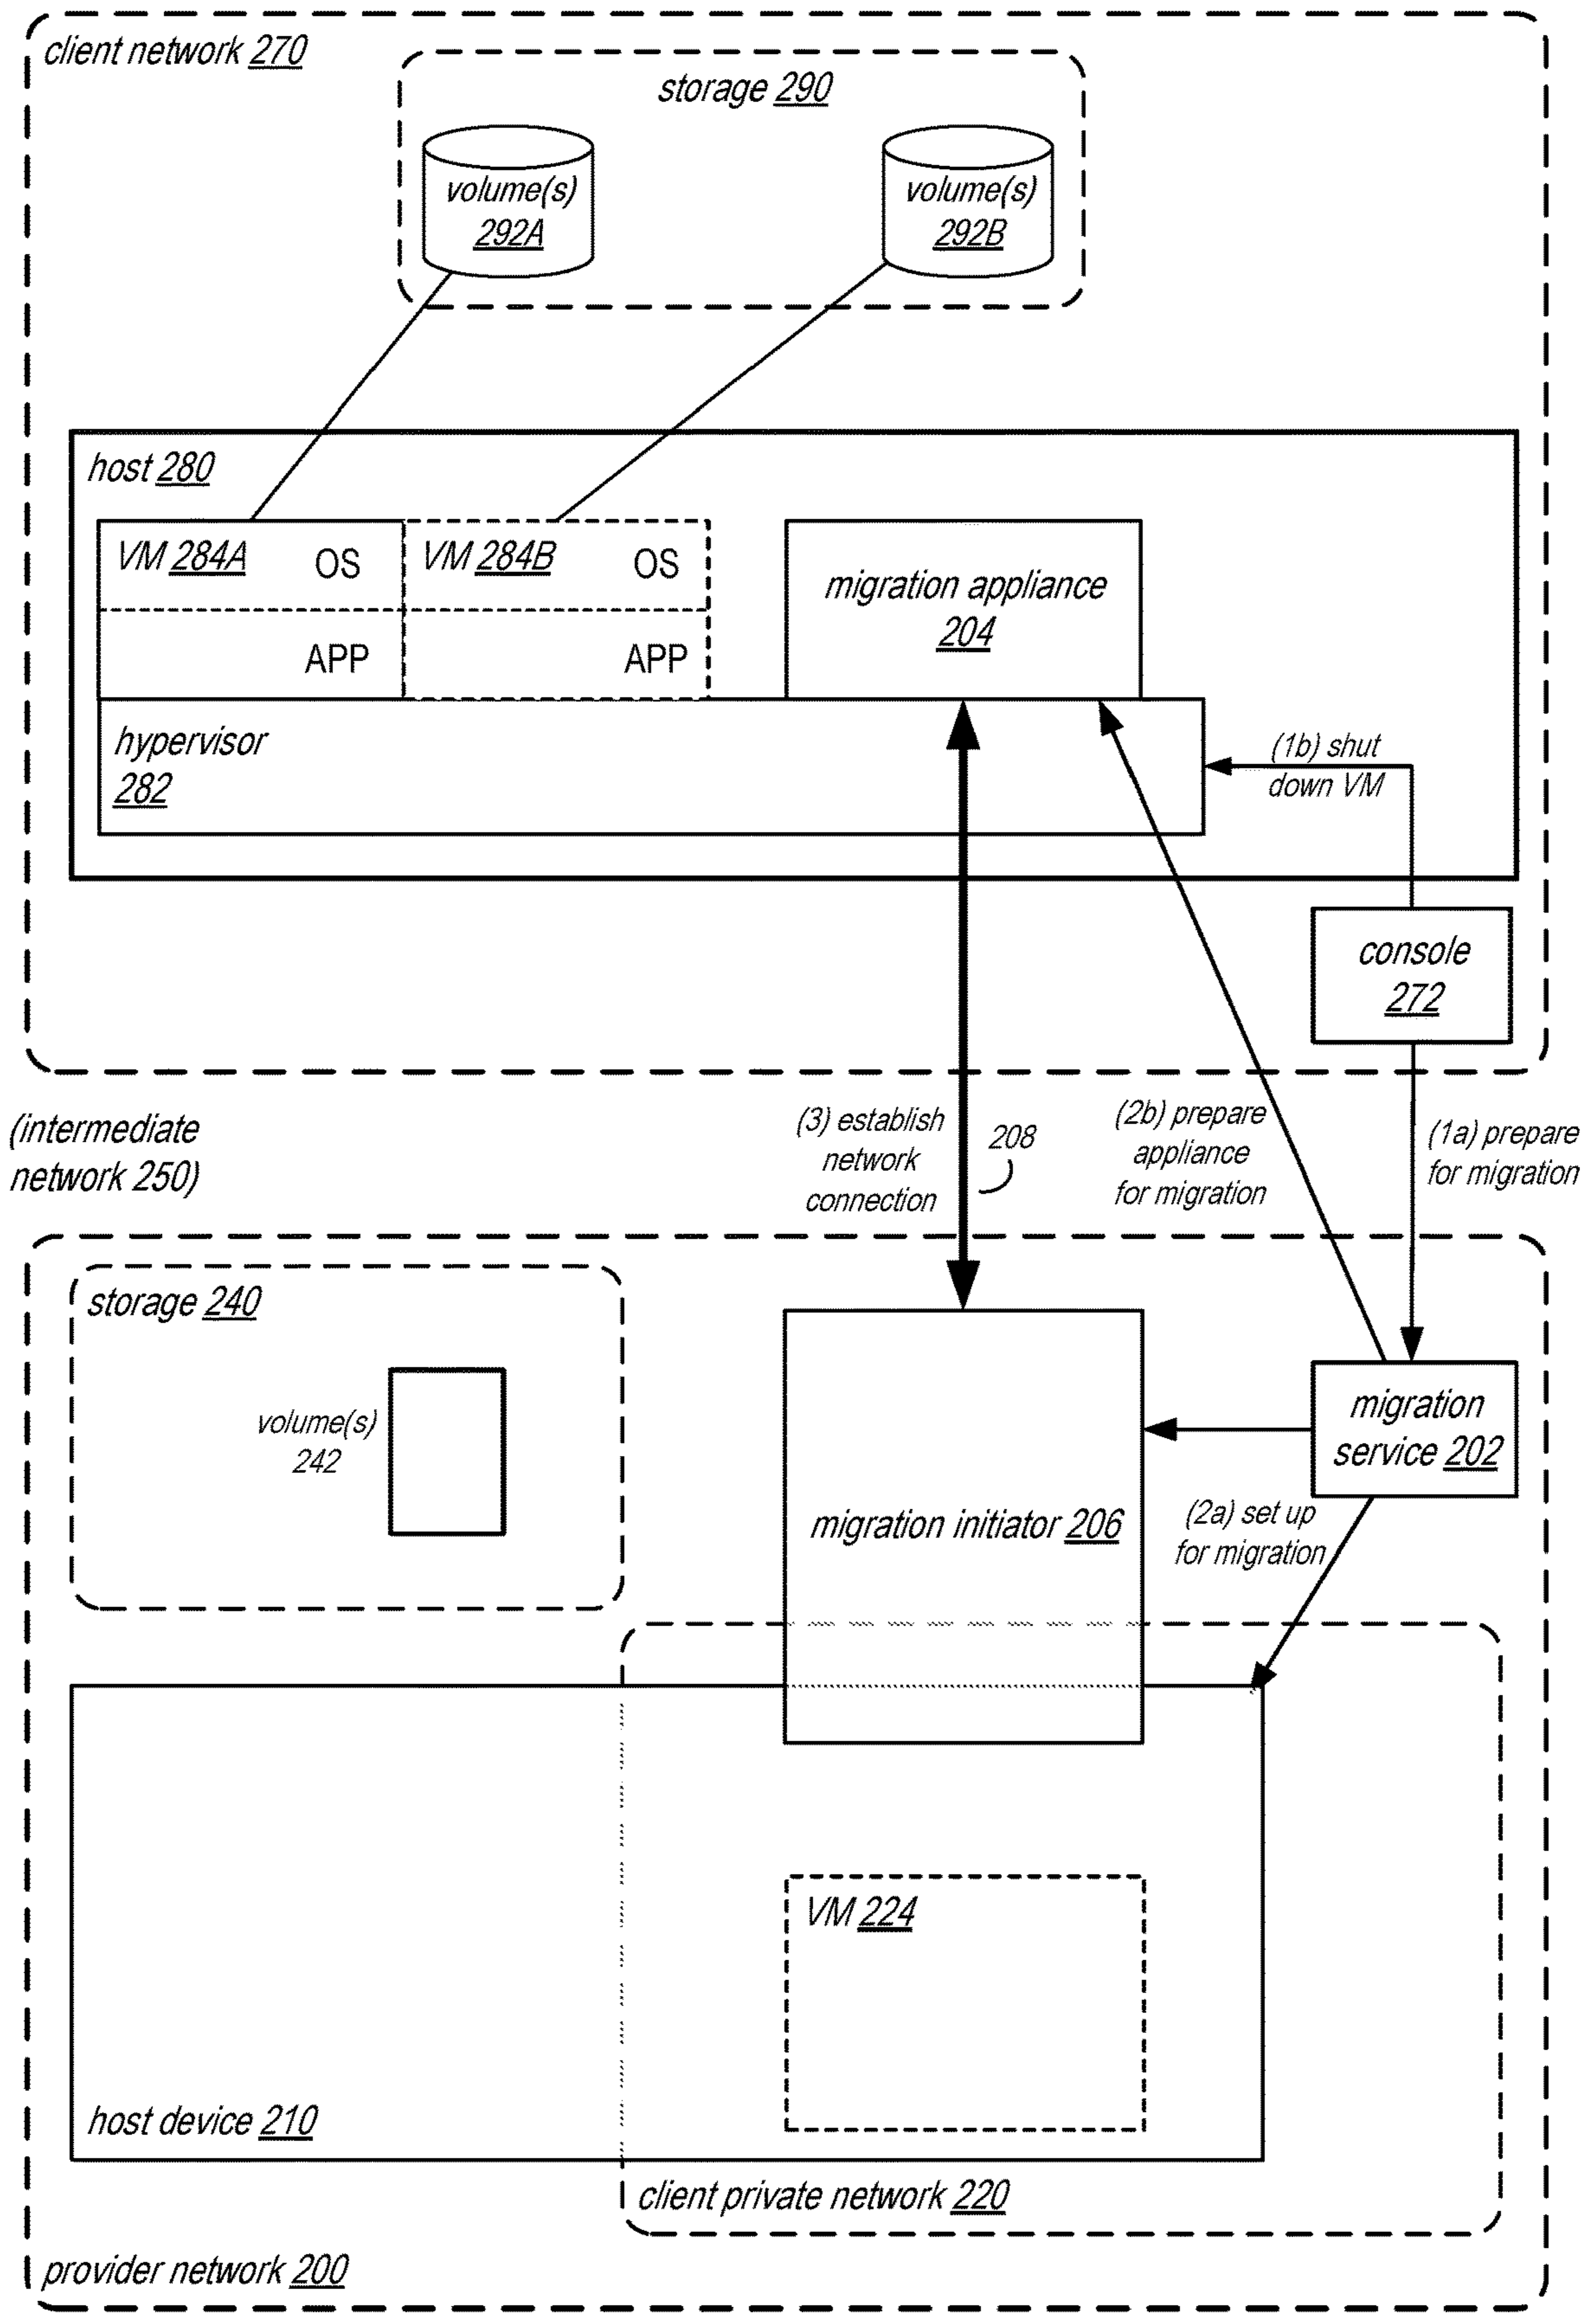 client network 270
storage 290
volume(s)
292A
volume(s)
292B
host 280
VM 284A OS
VM 284B OS
APP
APP
migration appliance
204
hypervisor
282
(1b) shut
down VM
console
272
(intermediate
network 250)
(3) establish
network
connection
208
(2b) prepare
appliance
for migration
(1a) prepare
for migration
storage 240
volume(s)
242
migration initiator 206
migration
service 202
(2a) set up
for migration
VM 224
host device 210
client private network 220
provider network 200